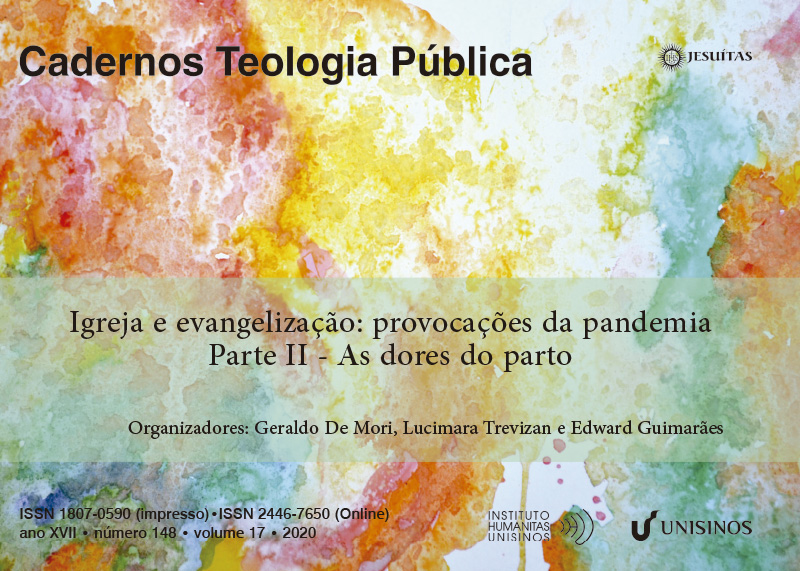 Cadernos Teologia Pública
JESUÍTAS
Igreja e evangelização: provocações da pandemia
Parte II - As dores do parto
Organizadores: Geraldo De Mori, Lucimara Trevizan e Edward Guimarães
ISSN 1807-0590 (impresso) • ISSN 2446-7650 (Online)
ano XVII • número 148 • volume 17 • 2020
INSTITUTO
HUMANITAS
UNISINOS
UNISINOS